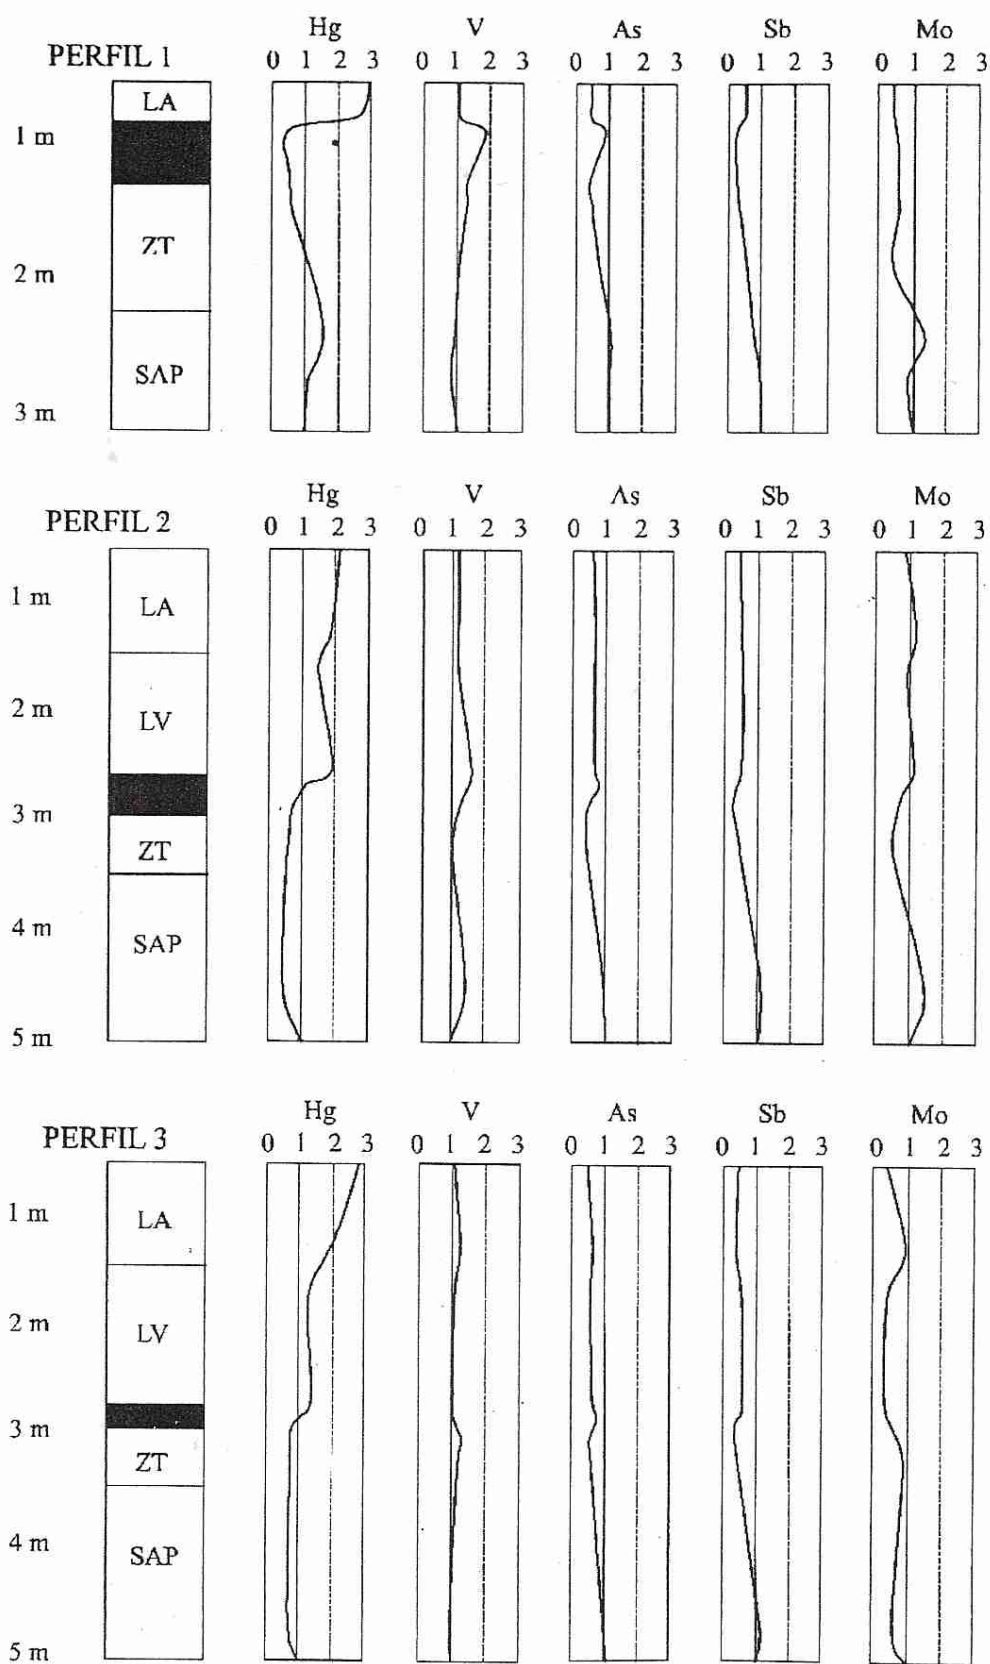 Hg V As Sb Mo
PERFIL 1 0 1 2 3 0 1 2 3 0 1 2 3 0 1 2 3 0 1 2 3
LA
1 m
ZT
2 m
SAP
3 m
Hg V As Sb Mo
PERFIL 2 0 1 2 3 0 1 2 3 0 1 2 3 0 1 2 3 0 1 2 3
1 m LA
2 m LV
3 m
ZT
4 m SAP
5 m
Hg V As Sb Mo
PERFIL 3 0 1 2 3 0 1 2 3 0 1 2 3 0 1 2 3 0 1 2 3
1 m LA
2 m LV
3 m
ZT
4 m SAP
5 m